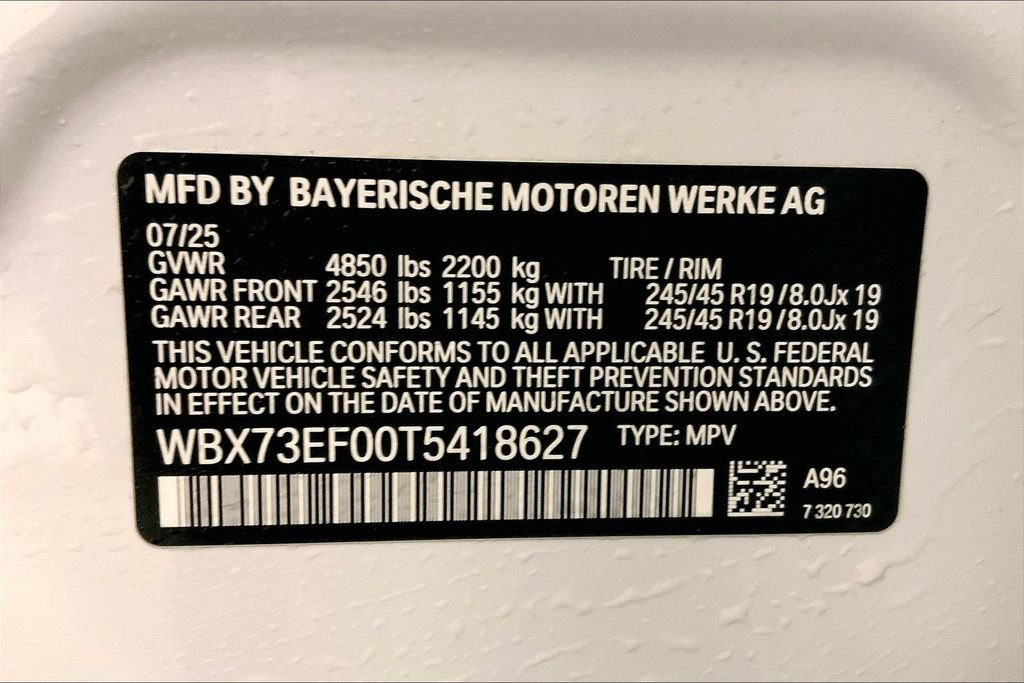 MFD BY BAYERISCHE MOTOREN WERKE AG
07/25
GVWR 4850 lbs 2200 kg TIRE / RIM
GAWR FRONT 2546 lbs 1155 kg WITH 245/45 R19 / 8.0Jx 19
GAWR REAR 2524 lbs 1145 kg WITH 245/45 R19 / 8.0Jx 19
THIS VEHICLE CONFORMS TO ALL APPLICABLE U. S. FEDERAL
MOTOR VEHICLE SAFETY AND THEFT PREVENTION STANDARDS
IN EFFECT ON THE DATE OF MANUFACTURE SHOWN ABOVE.
WBX73EF00T5418627 TYPE: MPV
A96
7 320 730